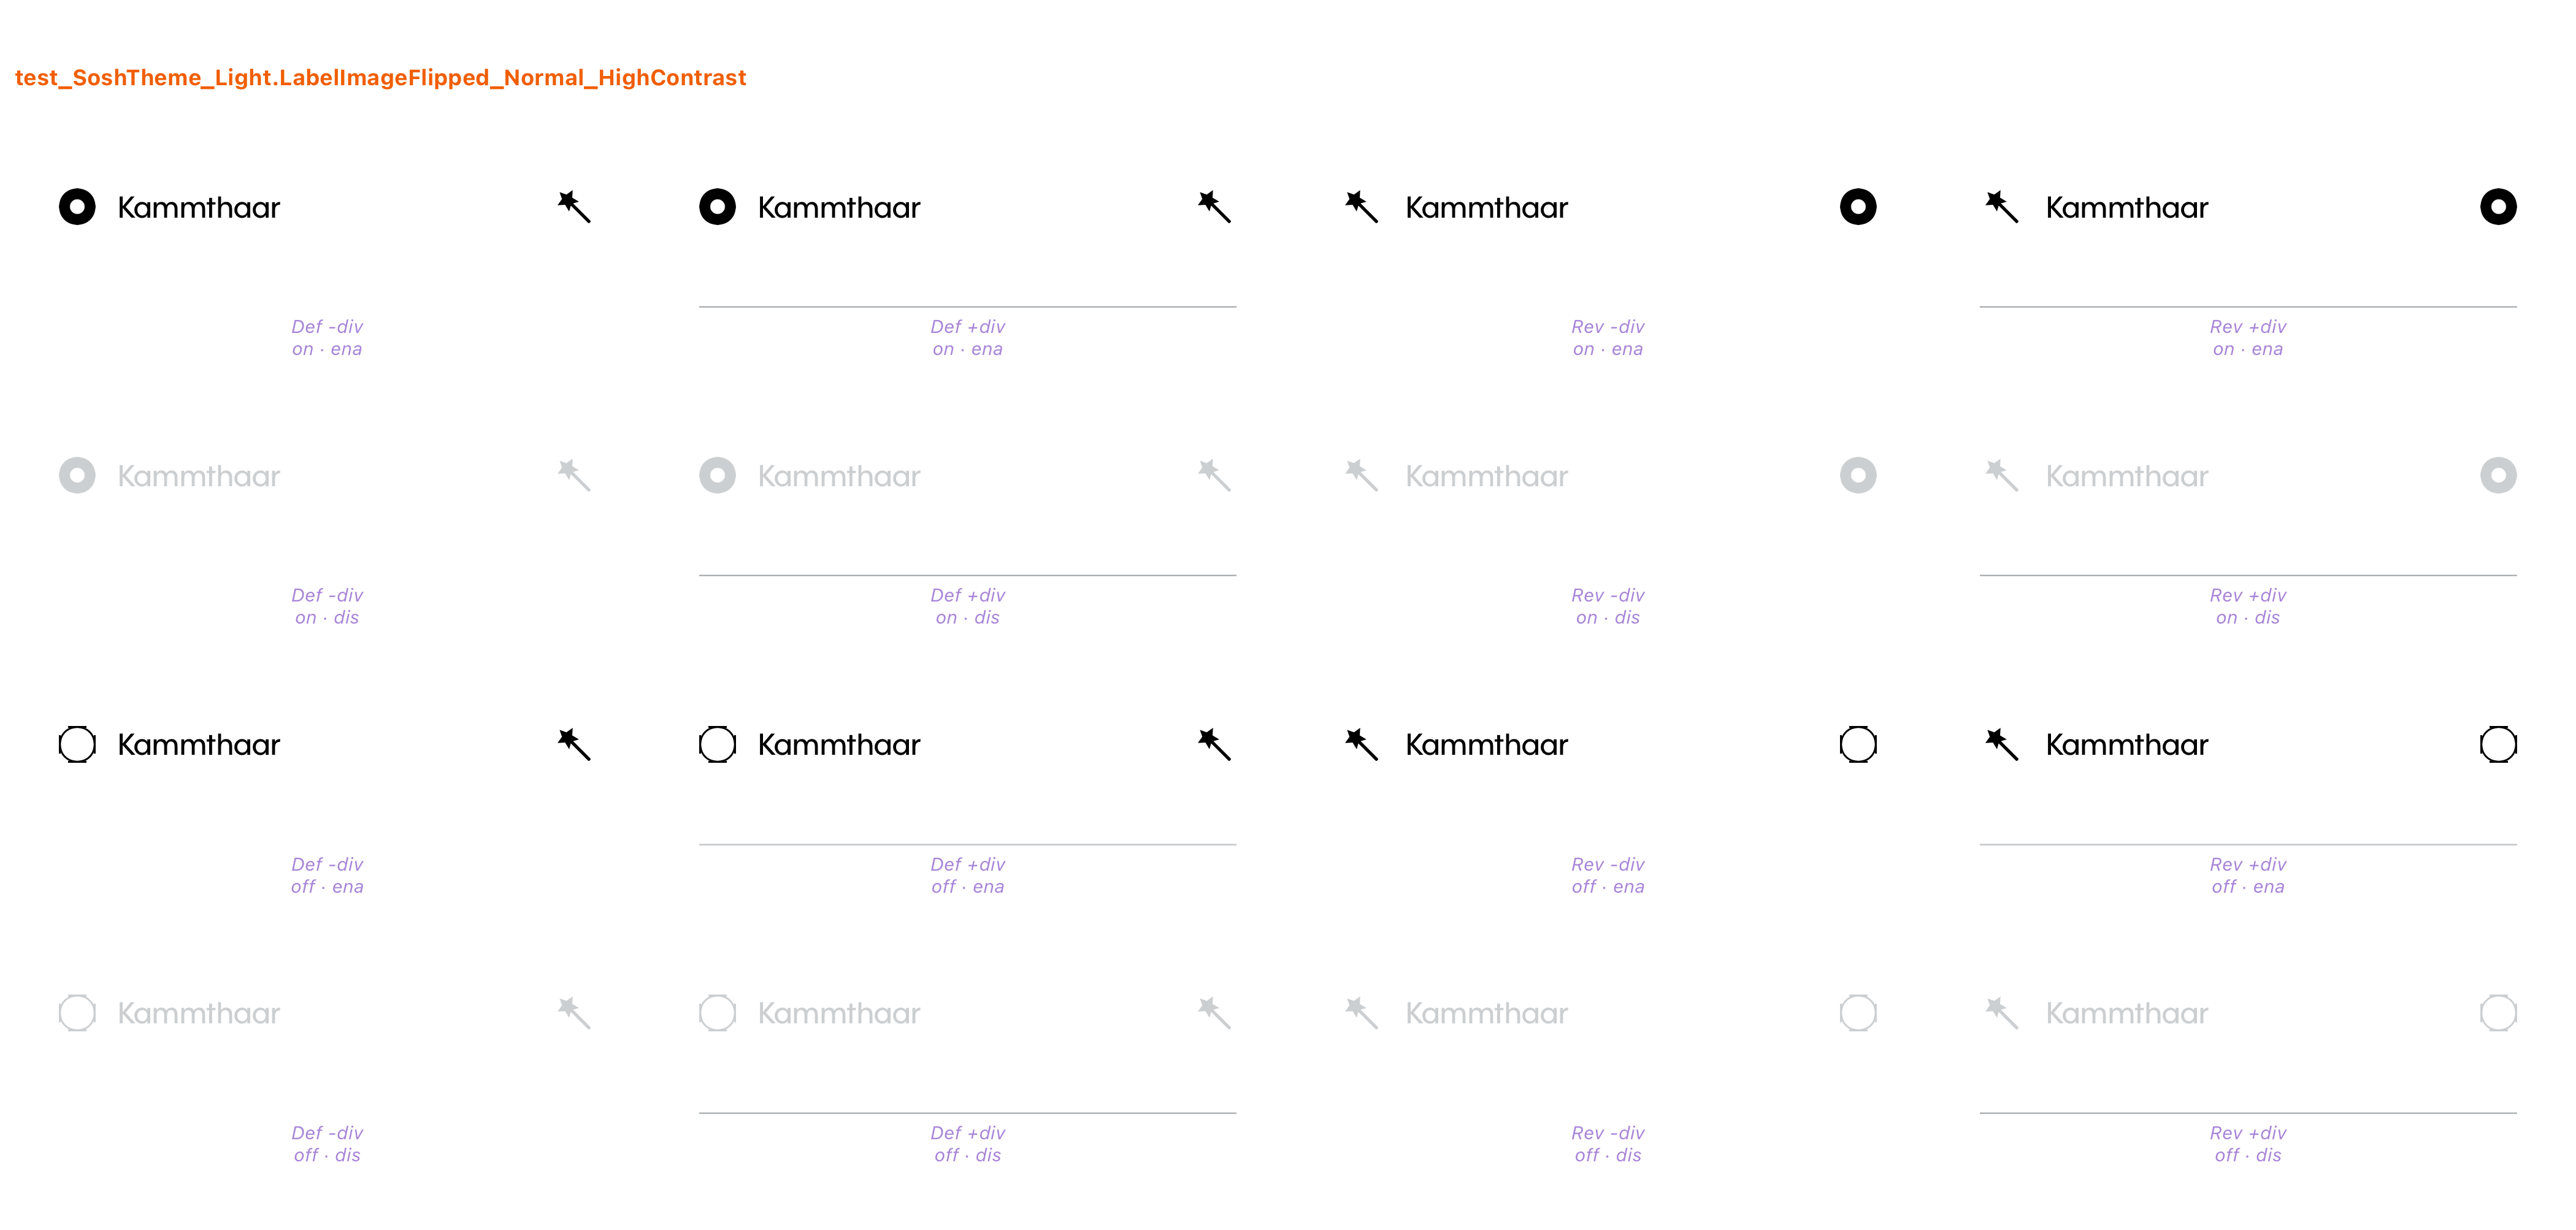 test_SoshTheme_Light.LabelImageFlipped_Normal_HighContrast
Kammthaar
Kammthaar
Kammthaar
Kammthaar
Def -div
on · ena
Def +div
on · ena
Rev -div
on · ena
Rev +div
on · ena
Kammthaar
Kammthaar
Kammthaar
Kammthaar
Def -div
on · dis
Def +div
on · dis
Rev -div
on · dis
Rev +div
on · dis
Kammthaar
Kammthaar
Kammthaar
Kammthaar
Def -div
off · ena
Def +div
off · ena
Rev -div
off · ena
Rev +div
off · ena
Kammthaar
Kammthaar
Kammthaar
Kammthaar
Def -div
off · dis
Def +div
off · dis
Rev -div
off · dis
Rev +div
off · dis